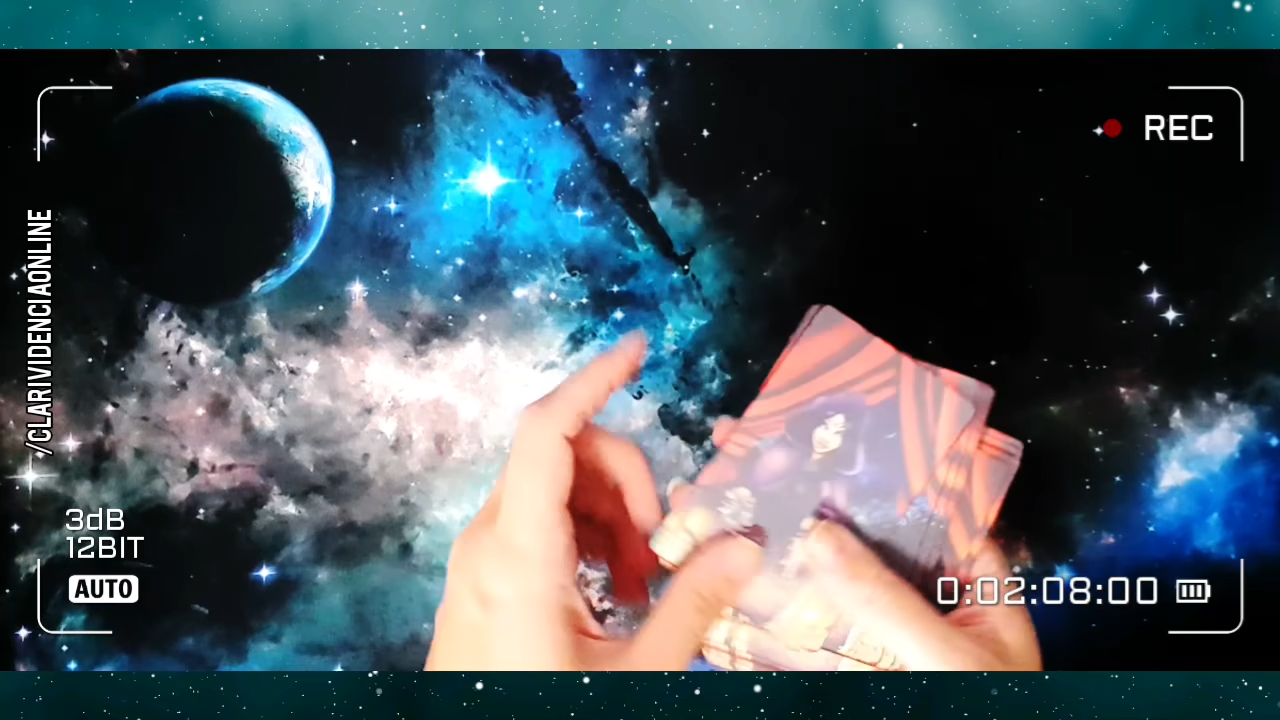 REC
/CLARIVIDENCIAONLINE
3dB
12BIT
AUTO
0:02:08:00